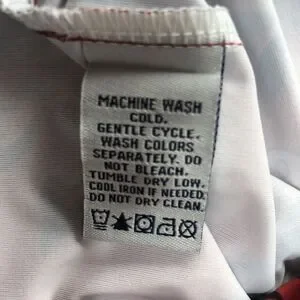 MACHINE WASH
COLD.
GENTLE CYCLE.
WASH COLORS
SEPARATELY. DO
NOT BLEACH.
TUMBLE DRY LOW.
COOL IRON IF NEEDED.
DO NOT DRY CLEAN.